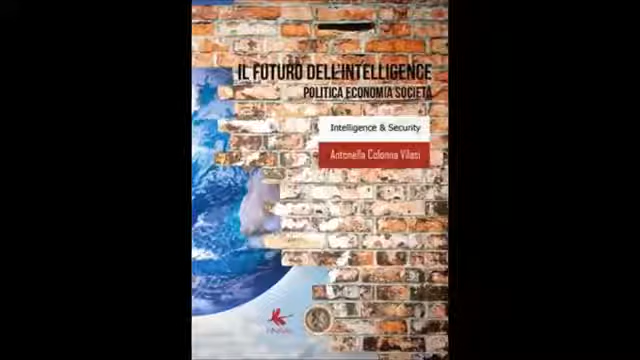 IL FUTURO DELL'INTELLIGENCE
POLITICA ECONOMIA SOCIETÀ
Intelligence & Security
Antonella Colonna Vilasi